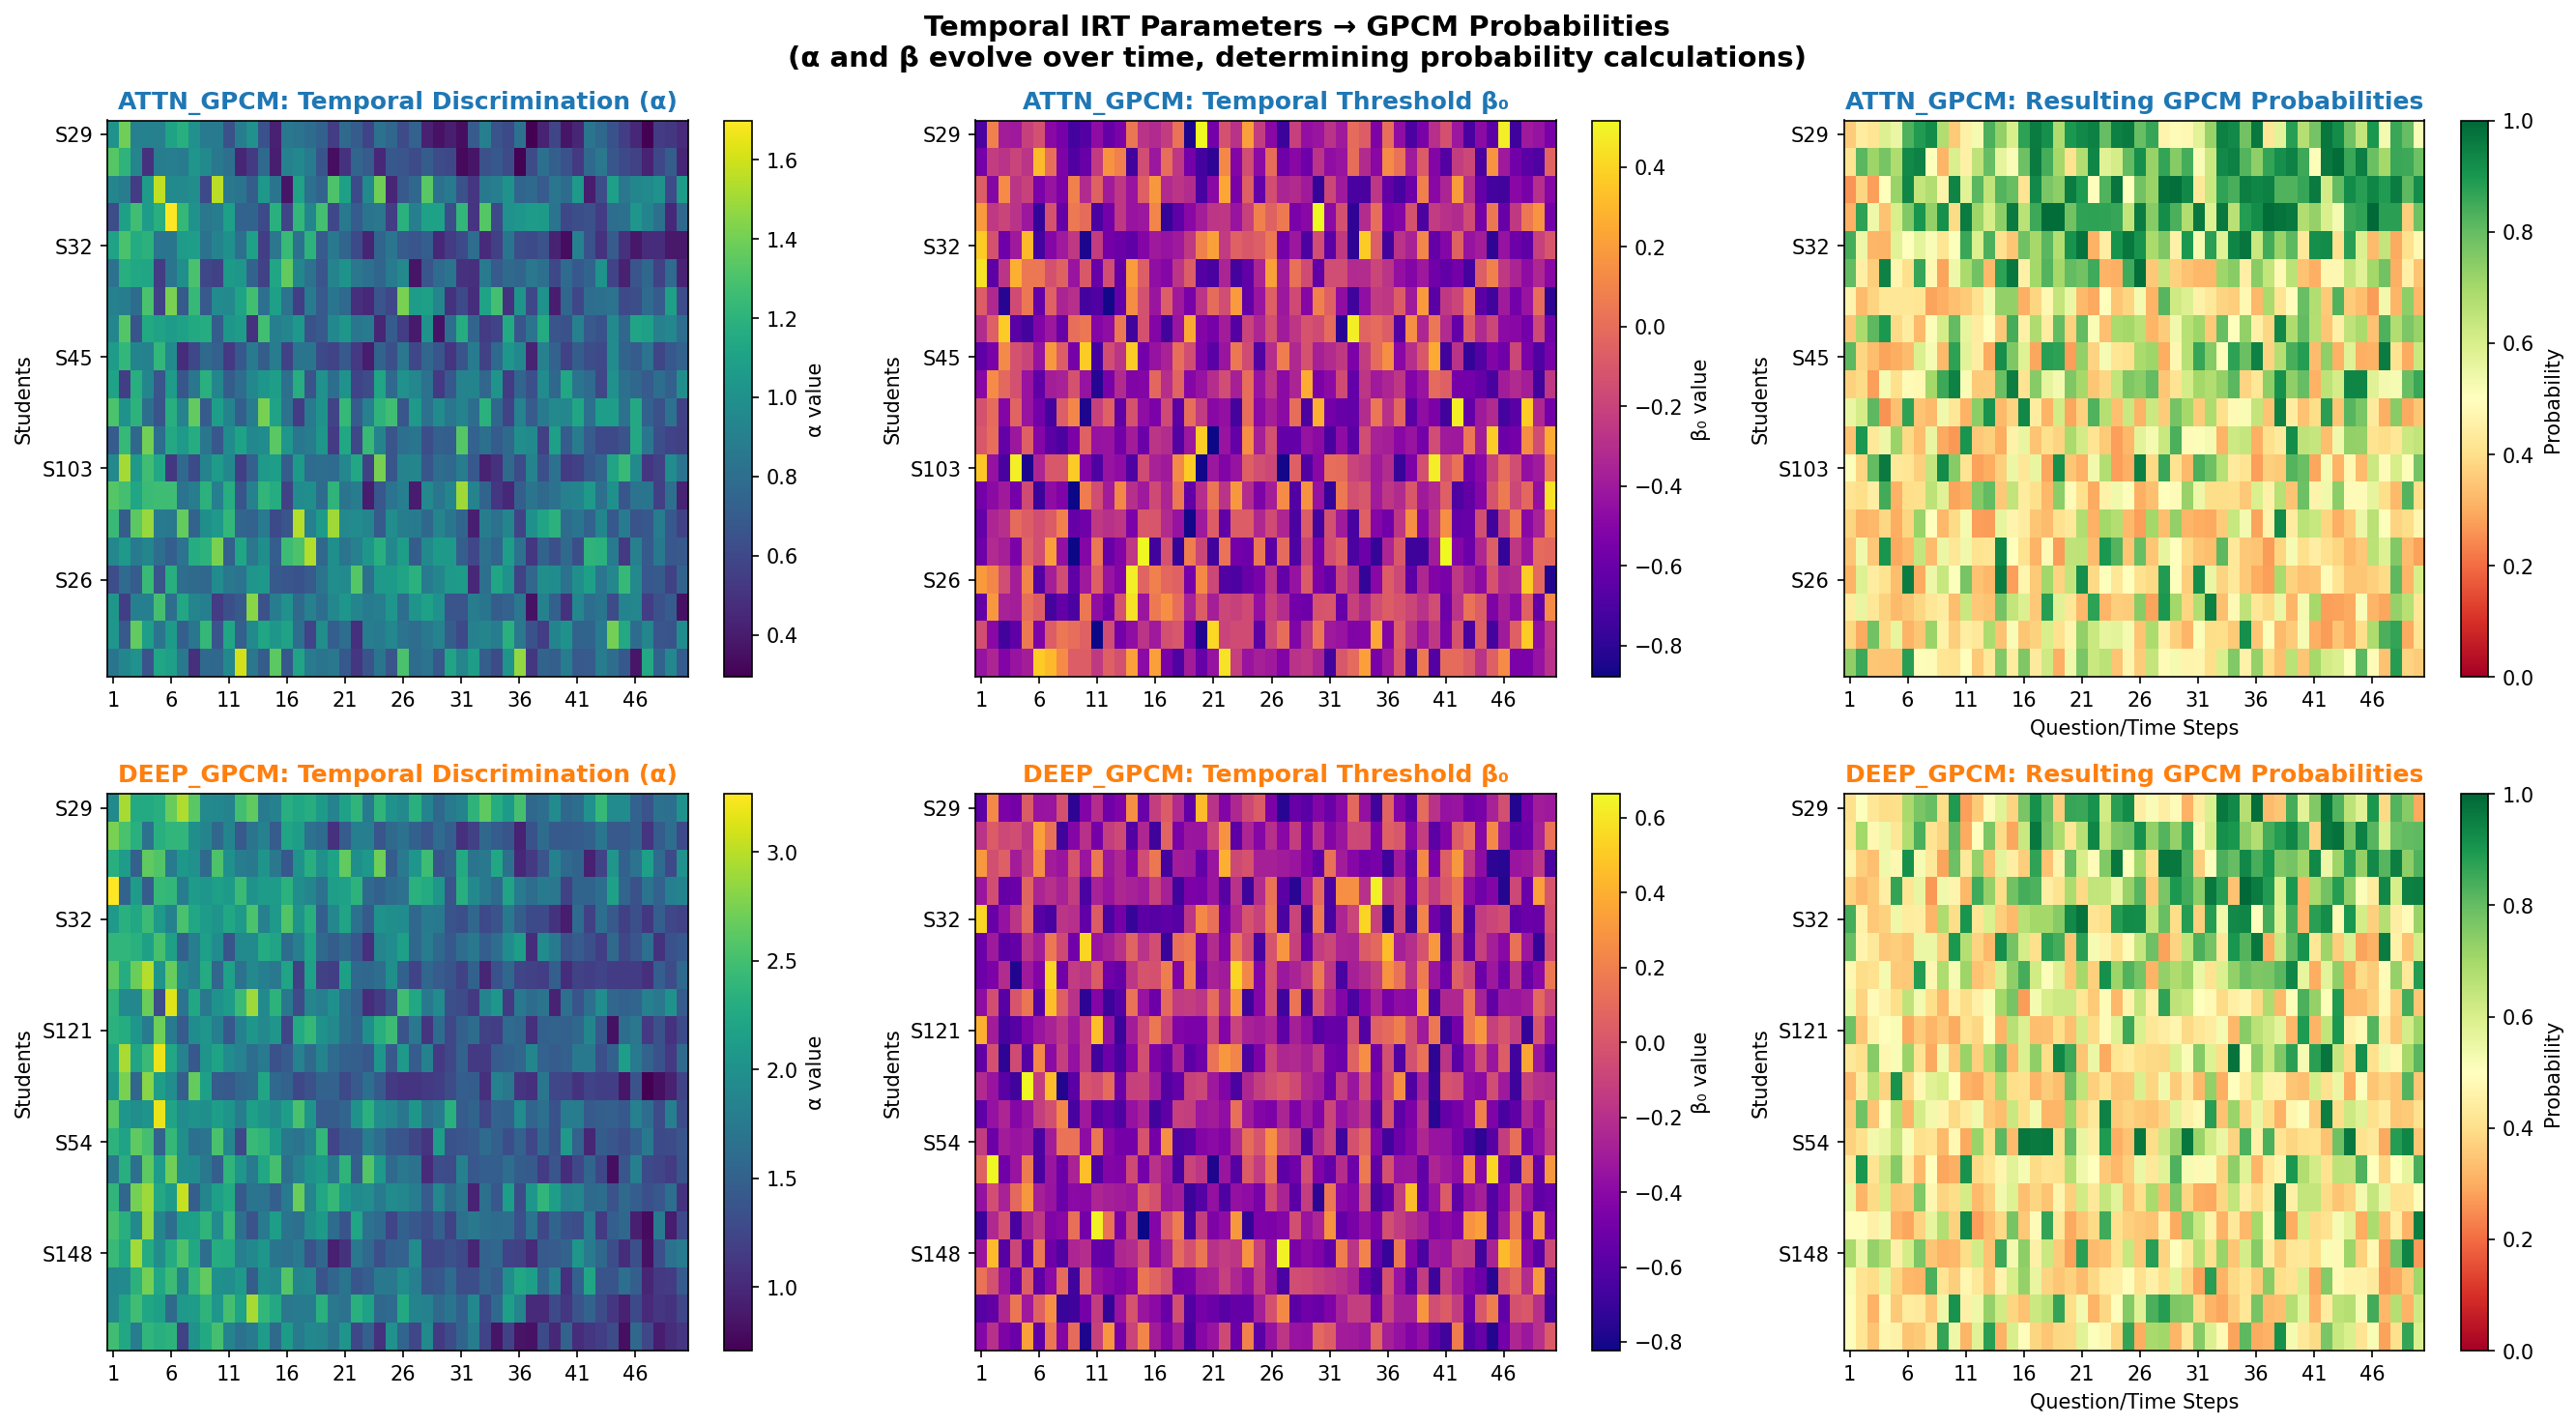 Temporal IRT Parameters → GPCM Probabilities
(α and β evolve over time, determining probability calculations)
ATTN_GPCM: Temporal Discrimination (α)
Students
S29
S32
S45
S103
S26
1 6 11 16 21 26 31 36 41 46
1.6
1.4
1.2
1.0
0.8
0.6
0.4
α value
ATTN_GPCM: Temporal Threshold β₀
Students
S29
S32
S45
S103
S26
1 6 11 16 21 26 31 36 41 46
0.4
0.2
0.0
−0.2
−0.4
−0.6
−0.8
β₀ value
ATTN_GPCM: Resulting GPCM Probabilities
Students
S29
S32
S45
S103
S26
1 6 11 16 21 26 31 36 41 46
Question/Time Steps
1.0
0.8
0.6
0.4
0.2
0.0
Probability
DEEP_GPCM: Temporal Discrimination (α)
Students
S29
S32
S121
S54
S148
1 6 11 16 21 26 31 36 41 46
3.0
2.5
2.0
1.5
1.0
α value
DEEP_GPCM: Temporal Threshold β₀
Students
S29
S32
S121
S54
S148
1 6 11 16 21 26 31 36 41 46
0.6
0.4
0.2
0.0
−0.2
−0.4
−0.6
−0.8
β₀ value
DEEP_GPCM: Resulting GPCM Probabilities
Students
S29
S32
S121
S54
S148
1 6 11 16 21 26 31 36 41 46
Question/Time Steps
1.0
0.8
0.6
0.4
0.2
0.0
Probability